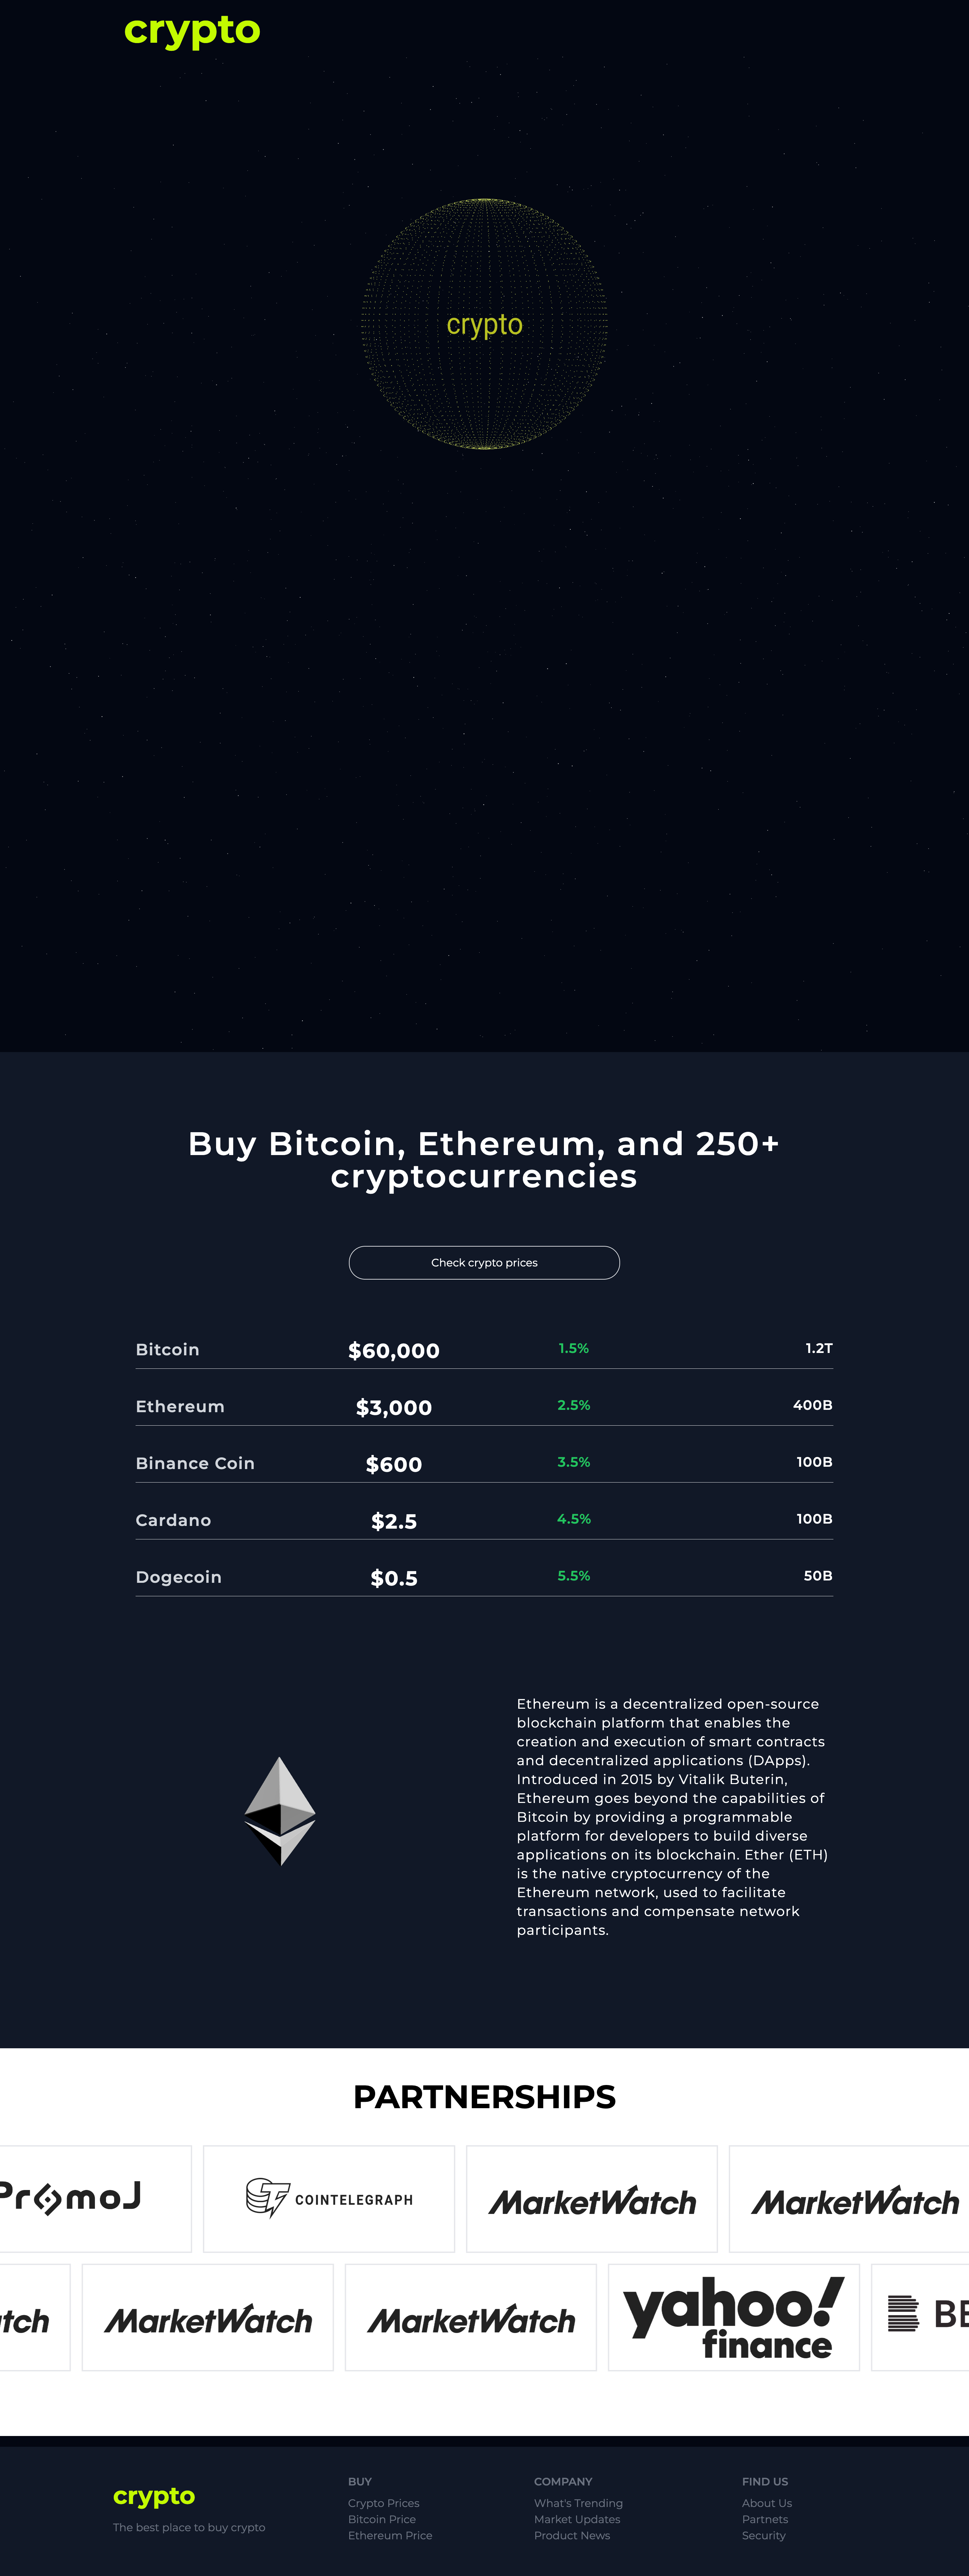 crypto
crypto
Buy Bitcoin, Ethereum, and 250+
cryptocurrencies
Check crypto prices
Bitcoin $60,000 1.5% 1.2T
Ethereum $3,000 2.5% 400B
Binance Coin $600 3.5% 100B
Cardano $2.5 4.5% 100B
Dogecoin $0.5 5.5% 50B
Ethereum is a decentralized open-source
blockchain platform that enables the
creation and execution of smart contracts
and decentralized applications (DApps).
Introduced in 2015 by Vitalik Buterin,
Ethereum goes beyond the capabilities of
Bitcoin by providing a programmable
platform for developers to build diverse
applications on its blockchain. Ether (ETH)
is the native cryptocurrency of the
Ethereum network, used to facilitate
transactions and compensate network
participants.
PARTNERSHIPS
PromoJ COINTELEGRAPH MarketWatch MarketWatch
tch MarketWatch MarketWatch yahoo! finance BE
crypto
The best place to buy crypto
BUY
Crypto Prices
Bitcoin Price
Ethereum Price
COMPANY
What's Trending
Market Updates
Product News
FIND US
About Us
Partnets
Security